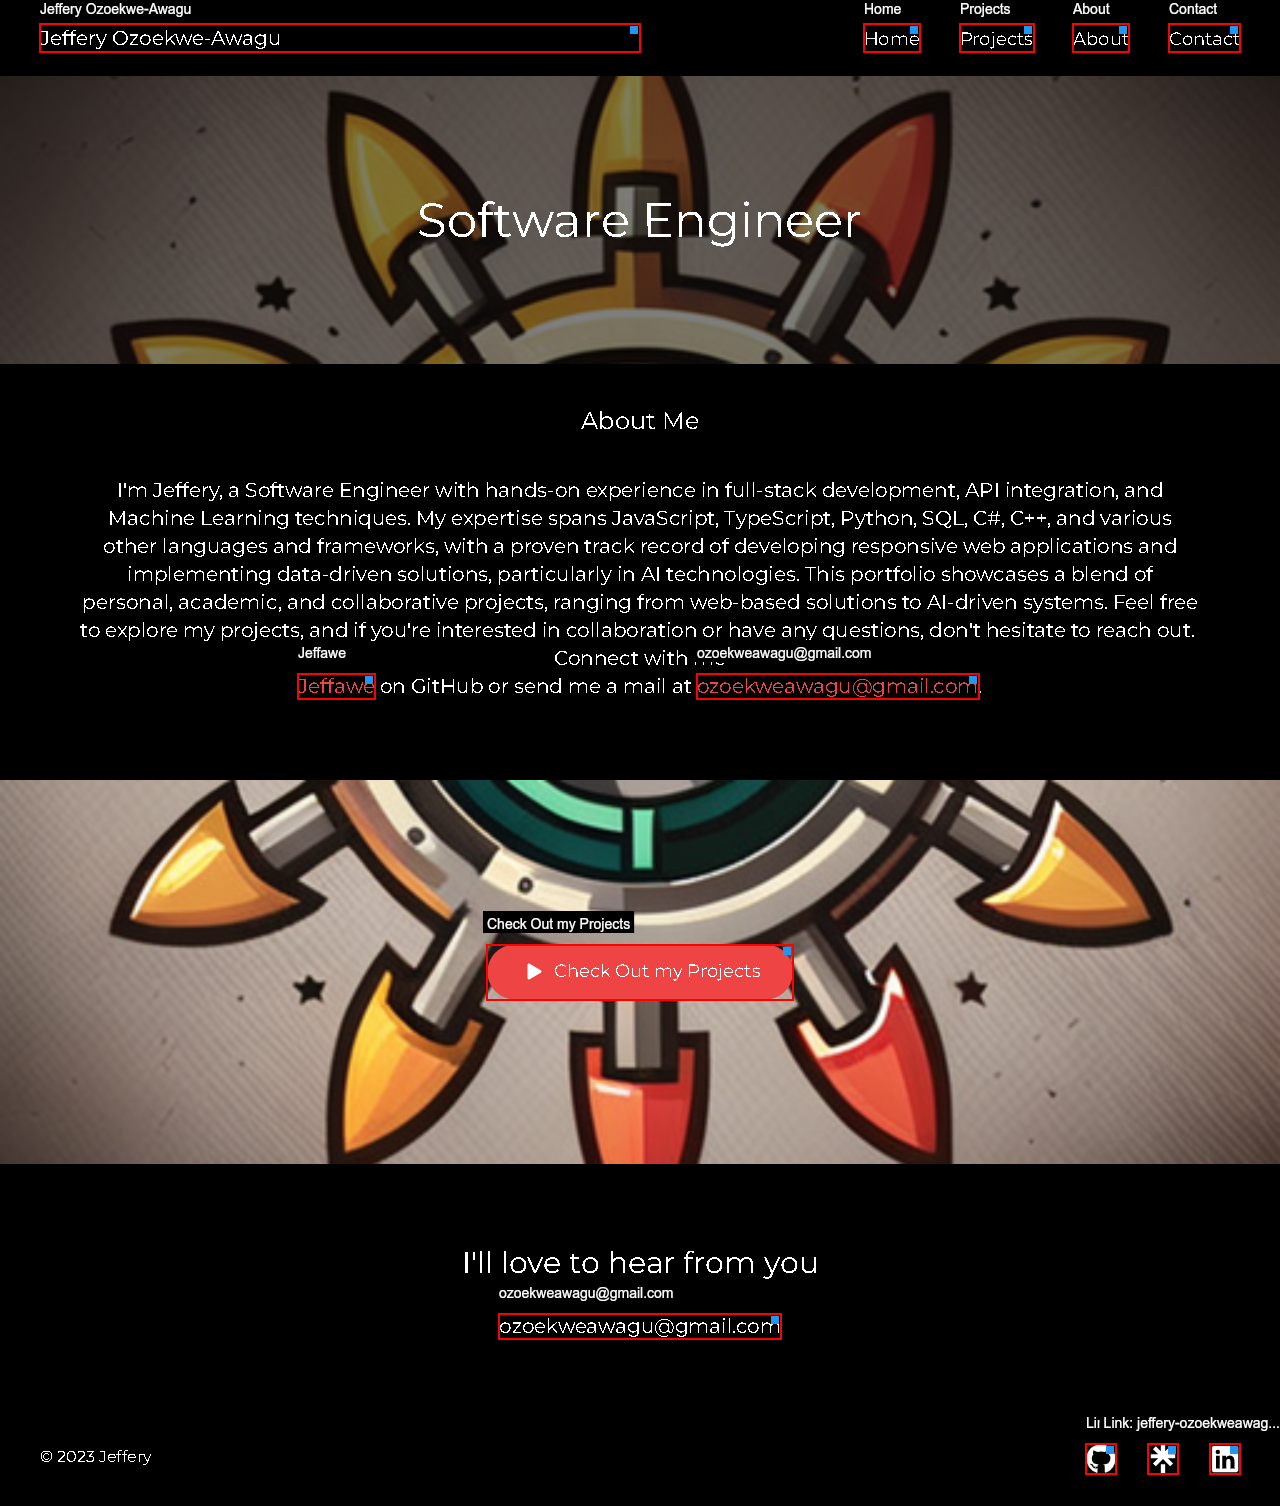 Jeffery Ozoekwe-Awagu
Home
Projects
About
Contact
Jeffery Ozoekwe-Awagu
Home
Projects
About
Contact
Software Engineer
About Me
I'm Jeffery, a Software Engineer with hands-on experience in full-stack development, API integration, and
Machine Learning techniques. My expertise spans JavaScript, TypeScript, Python, SQL, C#, C++, and various
other languages and frameworks, with a proven track record of developing responsive web applications and
implementing data-driven solutions, particularly in AI technologies. This portfolio showcases a blend of
personal, academic, and collaborative projects, ranging from web-based solutions to AI-driven systems. Feel free
to explore my projects, and if you're interested in collaboration or have any questions, don't hesitate to reach out.
Jeffawe
ozoekweawagu@gmail.com
Connect with me
Jeffawe on GitHub or send me a mail at ozoekweawagu@gmail.com.
Check Out my Projects
Check Out my Projects
I'll love to hear from you
ozoekweawagu@gmail.com
ozoekweawagu@gmail.com
Link: jeffery-ozoekweawag...
© 2023 Jeffery
in